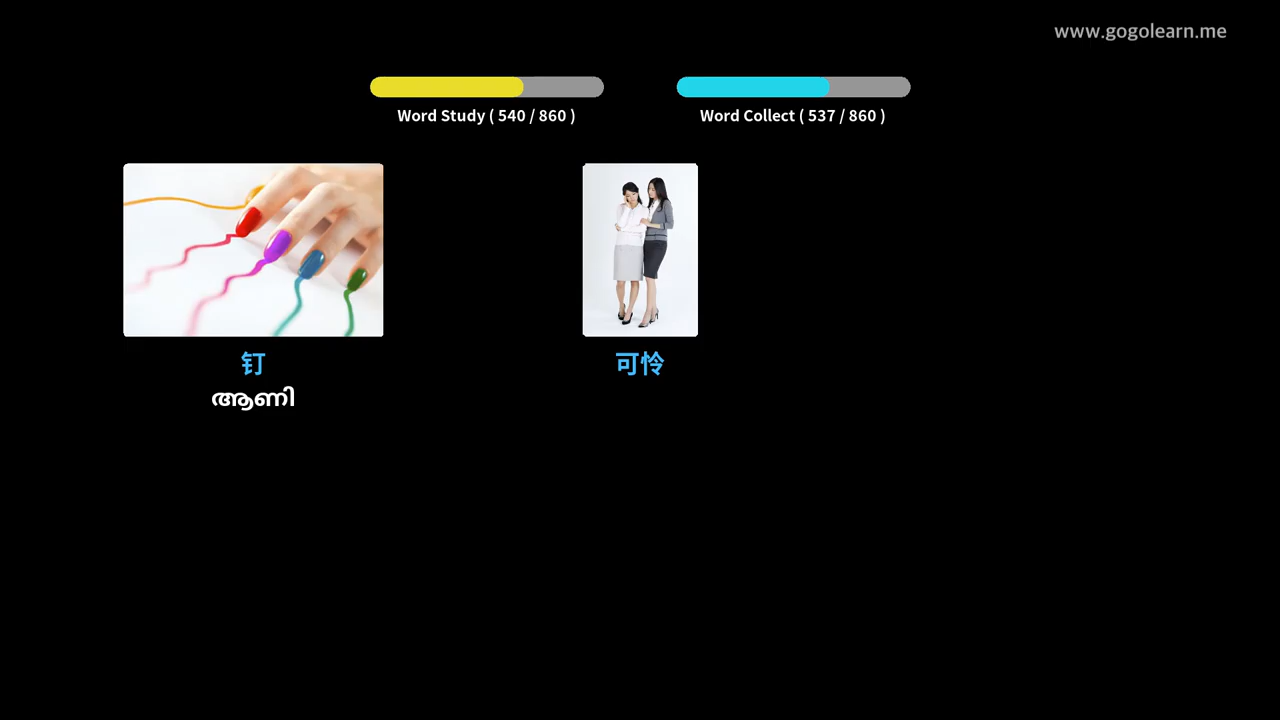 www.gogolearn.me
Word Study ( 540 / 860 )
Word Collect ( 537 / 860 )
钉
ആണി
可怜